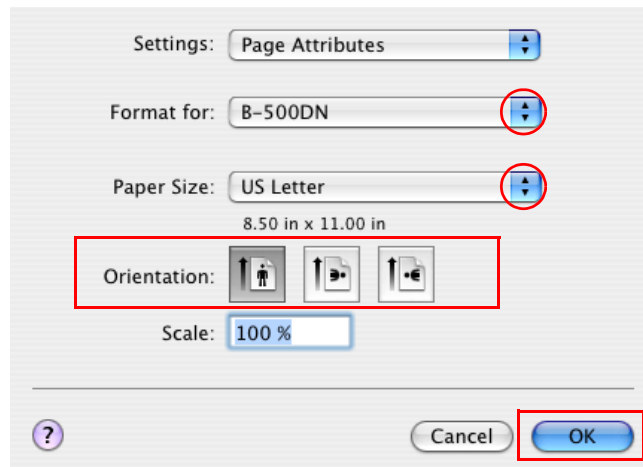 Settings: Page Attributes
Format for: B-500DN
Paper Size: US Letter
8.50 in x 11.00 in
Orientation:
Scale: 100 %
? Cancel OK